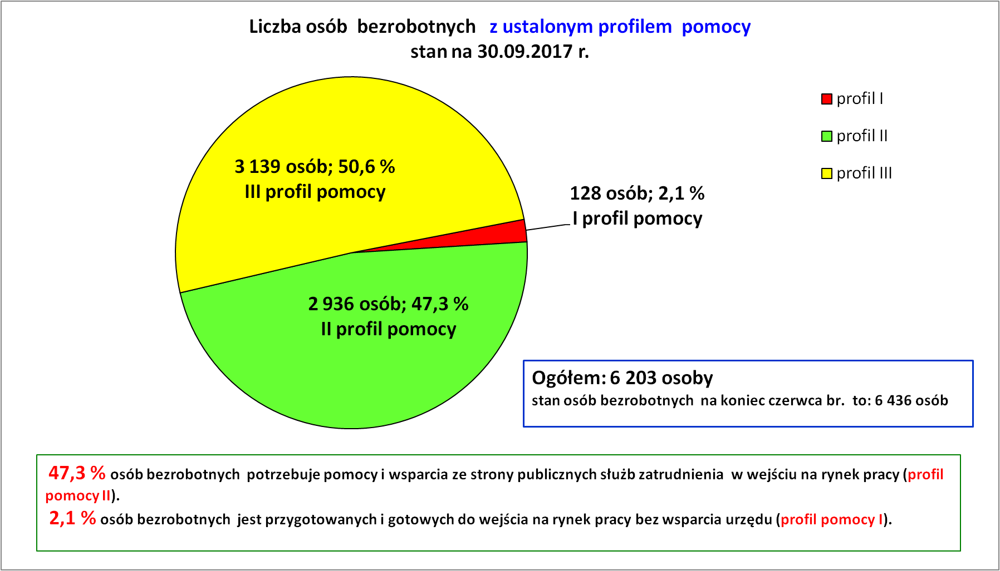 Liczba osób bezrobotnych z ustalonym profilem pomocy
stan na 30.09.2017 r.
profil I
profil II
profil III
3 139 osób; 50,6 %
III profil pomocy
128 osób; 2,1 %
I profil pomocy
2 936 osób; 47,3 %
II profil pomocy
Ogółem: 6 203 osoby
stan osób bezrobotnych na koniec czerwca br. to: 6 436 osób
47,3 % osób bezrobotnych potrzebuje pomocy i wsparcia ze strony publicznych służb zatrudnienia w wejściu na rynek pracy (profil
pomocy II).
2,1 % osób bezrobotnych jest przygotowanych i gotowych do wejścia na rynek pracy bez wsparcia urzędu (profil pomocy I).